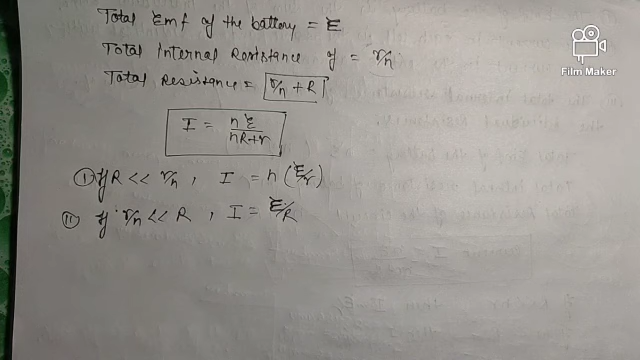 Total Emf of the battery = E
Total Internal Resistance of = r/n
Film Maker
Total Resistance = r/n + R
I = nE/nR+r
(I) If R << r/n, I = n (E/r)
(II) If r/n << R, I = E/R